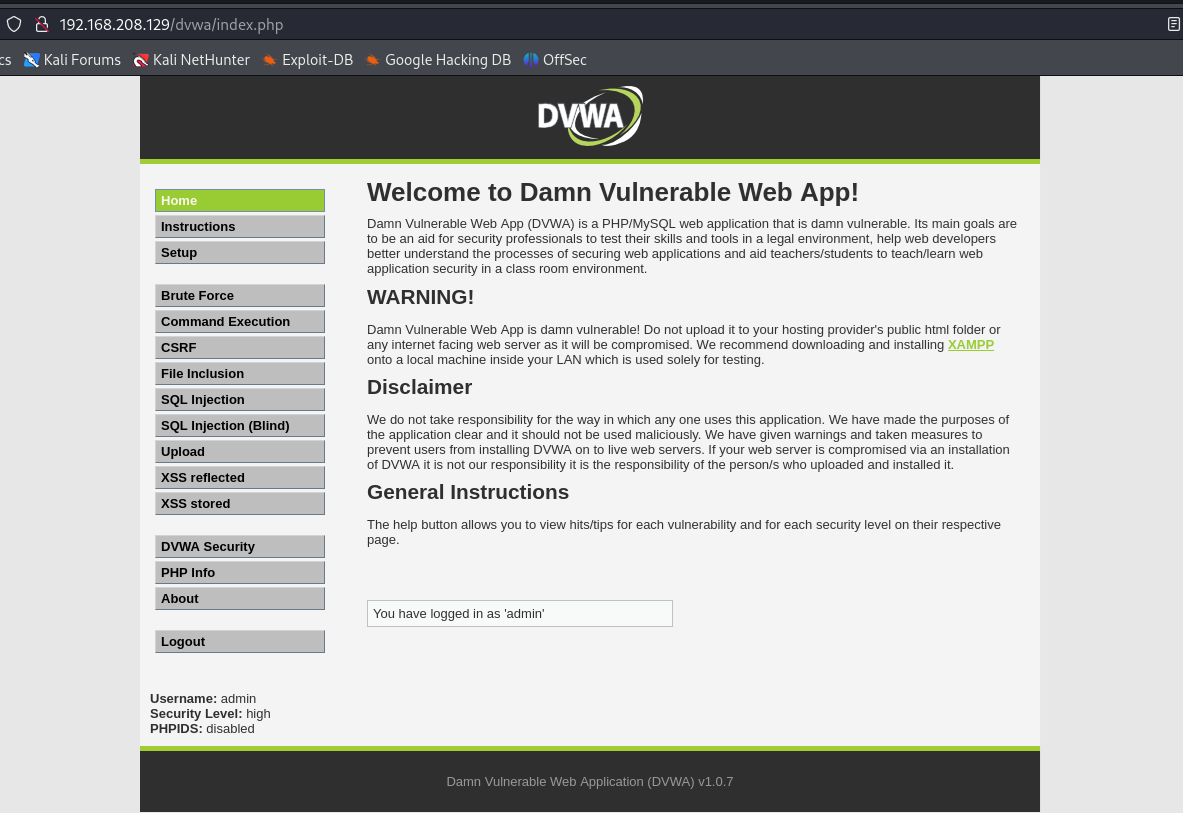 192.168.208.129/dvwa/index.php
cs Kali Forums Kali NetHunter Exploit-DB Google Hacking DB OffSec
DVWA
Home
Instructions
Setup
Brute Force
Command Execution
CSRF
File Inclusion
SQL Injection
SQL Injection (Blind)
Upload
XSS reflected
XSS stored
DVWA Security
PHP Info
About
Logout
Username: admin
Security Level: high
PHPIDS: disabled
Welcome to Damn Vulnerable Web App!
Damn Vulnerable Web App (DVWA) is a PHP/MySQL web application that is damn vulnerable. Its main goals are
to be an aid for security professionals to test their skills and tools in a legal environment, help web developers
better understand the processes of securing web applications and aid teachers/students to teach/learn web
application security in a class room environment.
WARNING!
Damn Vulnerable Web App is damn vulnerable! Do not upload it to your hosting provider's public html folder or
any internet facing web server as it will be compromised. We recommend downloading and installing XAMPP
onto a local machine inside your LAN which is used solely for testing.
Disclaimer
We do not take responsibility for the way in which any one uses this application. We have made the purposes of
the application clear and it should not be used maliciously. We have given warnings and taken measures to
prevent users from installing DVWA on to live web servers. If your web server is compromised via an installation
of DVWA it is not our responsibility it is the responsibility of the person/s who uploaded and installed it.
General Instructions
The help button allows you to view hits/tips for each vulnerability and for each security level on their respective
page.
You have logged in as 'admin'
Damn Vulnerable Web Application (DVWA) v1.0.7